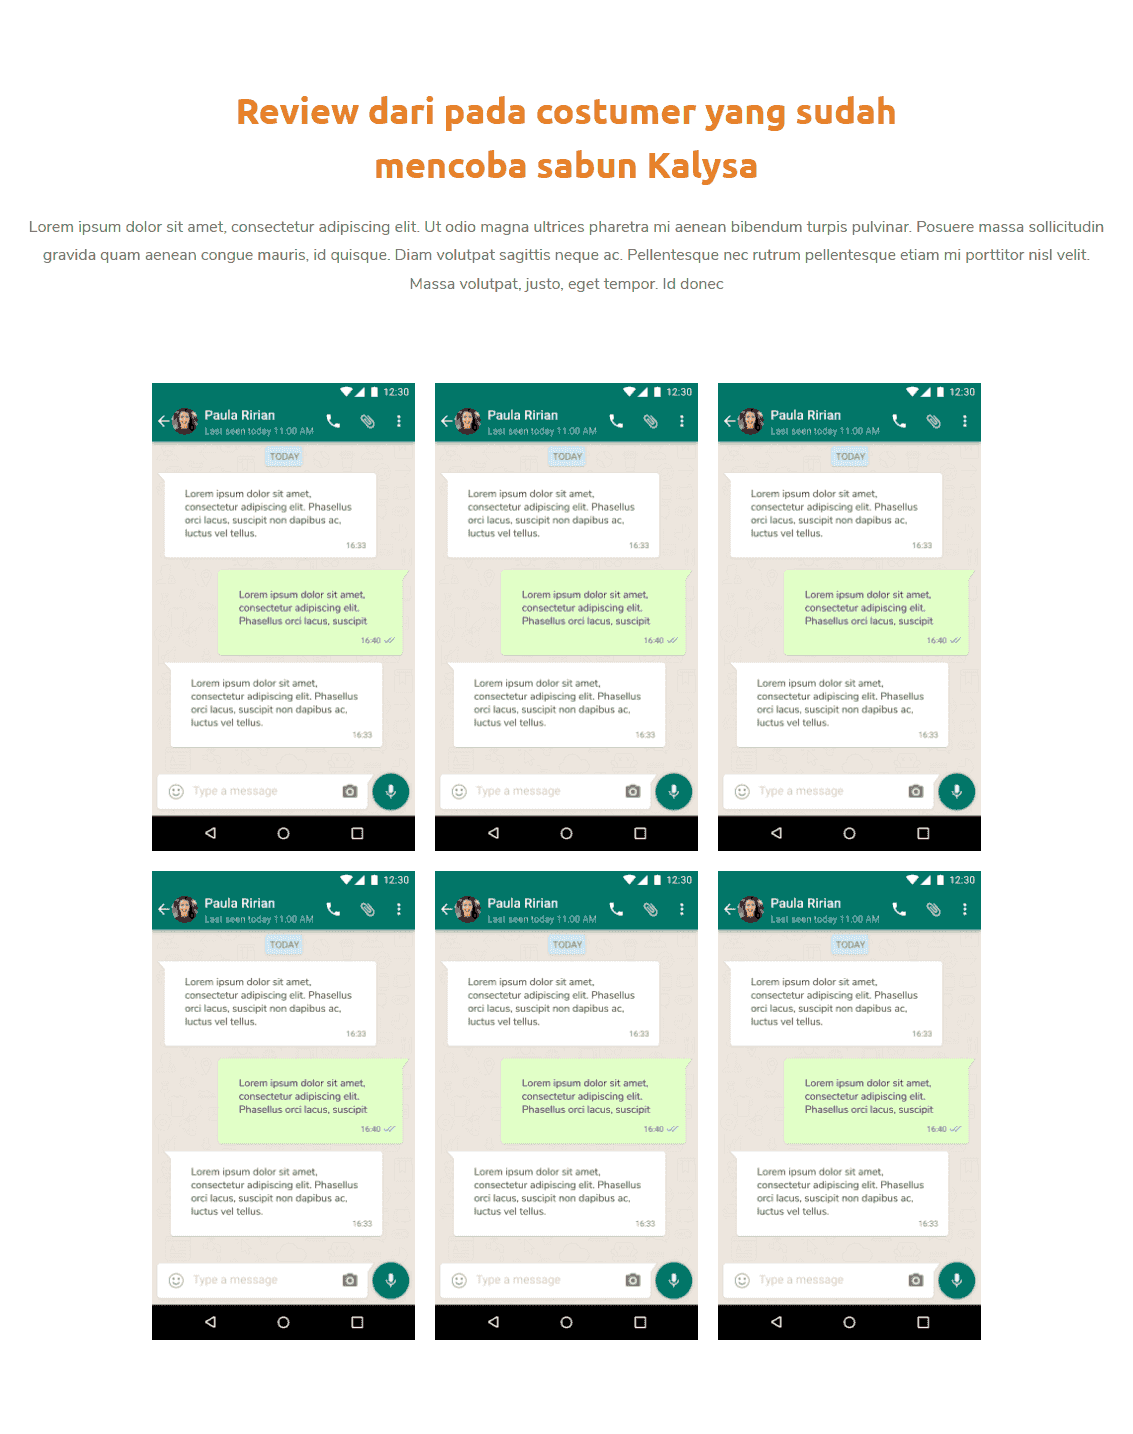 Review dari pada costumer yang sudah
mencoba sabun Kalysa
Lorem ipsum dolor sit amet, consectetur adipiscing elit. Ut odio magna ultrices pharetra mi aenean bibendum turpis pulvinar. Posuere massa sollicitudin
gravida quam aenean congue mauris, id quisque. Diam volutpat sagittis neque ac. Pellentesque nec rutrum pellentesque etiam mi porttitor nisl velit.
Massa volutpat, justo, eget tempor. Id donec
12:30
Paula Ririan
Last seen today 11:00 AM
TODAY
Lorem ipsum dolor sit amet,
consectetur adipiscing elit. Phasellus
orci lacus, suscipit non dapibus ac,
luctus vel tellus.
16:33
Lorem ipsum dolor sit amet,
consectetur adipiscing elit.
Phasellus orci lacus, suscipit
16:40
Lorem ipsum dolor sit amet,
consectetur adipiscing elit. Phasellus
orci lacus, suscipit non dapibus ac,
luctus vel tellus.
16:33
Type a message
12:30
Paula Ririan
Last seen today 11:00 AM
TODAY
Lorem ipsum dolor sit amet,
consectetur adipiscing elit. Phasellus
orci lacus, suscipit non dapibus ac,
luctus vel tellus.
16:33
Lorem ipsum dolor sit amet,
consectetur adipiscing elit.
Phasellus orci lacus, suscipit
16:40
Lorem ipsum dolor sit amet,
consectetur adipiscing elit. Phasellus
orci lacus, suscipit non dapibus ac,
luctus vel tellus.
16:33
Type a message
12:30
Paula Ririan
Last seen today 11:00 AM
TODAY
Lorem ipsum dolor sit amet,
consectetur adipiscing elit. Phasellus
orci lacus, suscipit non dapibus ac,
luctus vel tellus.
16:33
Lorem ipsum dolor sit amet,
consectetur adipiscing elit.
Phasellus orci lacus, suscipit
16:40
Lorem ipsum dolor sit amet,
consectetur adipiscing elit. Phasellus
orci lacus, suscipit non dapibus ac,
luctus vel tellus.
16:33
Type a message
12:30
Paula Ririan
Last seen today 11:00 AM
TODAY
Lorem ipsum dolor sit amet,
consectetur adipiscing elit. Phasellus
orci lacus, suscipit non dapibus ac,
luctus vel tellus.
16:33
Lorem ipsum dolor sit amet,
consectetur adipiscing elit.
Phasellus orci lacus, suscipit
16:40
Lorem ipsum dolor sit amet,
consectetur adipiscing elit. Phasellus
orci lacus, suscipit non dapibus ac,
luctus vel tellus.
16:33
Type a message
12:30
Paula Ririan
Last seen today 11:00 AM
TODAY
Lorem ipsum dolor sit amet,
consectetur adipiscing elit. Phasellus
orci lacus, suscipit non dapibus ac,
luctus vel tellus.
16:33
Lorem ipsum dolor sit amet,
consectetur adipiscing elit.
Phasellus orci lacus, suscipit
16:40
Lorem ipsum dolor sit amet,
consectetur adipiscing elit. Phasellus
orci lacus, suscipit non dapibus ac,
luctus vel tellus.
16:33
Type a message
12:30
Paula Ririan
Last seen today 11:00 AM
TODAY
Lorem ipsum dolor sit amet,
consectetur adipiscing elit. Phasellus
orci lacus, suscipit non dapibus ac,
luctus vel tellus.
16:33
Lorem ipsum dolor sit amet,
consectetur adipiscing elit.
Phasellus orci lacus, suscipit
16:40
Lorem ipsum dolor sit amet,
consectetur adipiscing elit. Phasellus
orci lacus, suscipit non dapibus ac,
luctus vel tellus.
16:33
Type a message